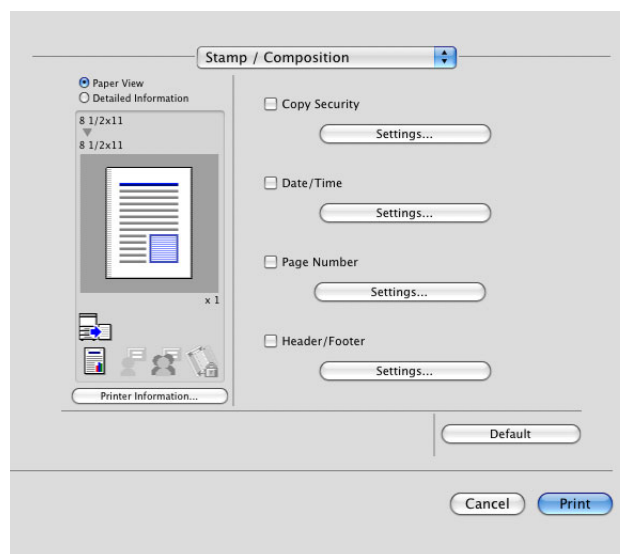 Stamp / Composition
Paper View
Detailed Information
8 1/2x11
8 1/2x11
x 1
Printer Information...
Copy Security
Settings...
Date/Time
Settings...
Page Number
Settings...
Header/Footer
Settings...
Default
Cancel
Print